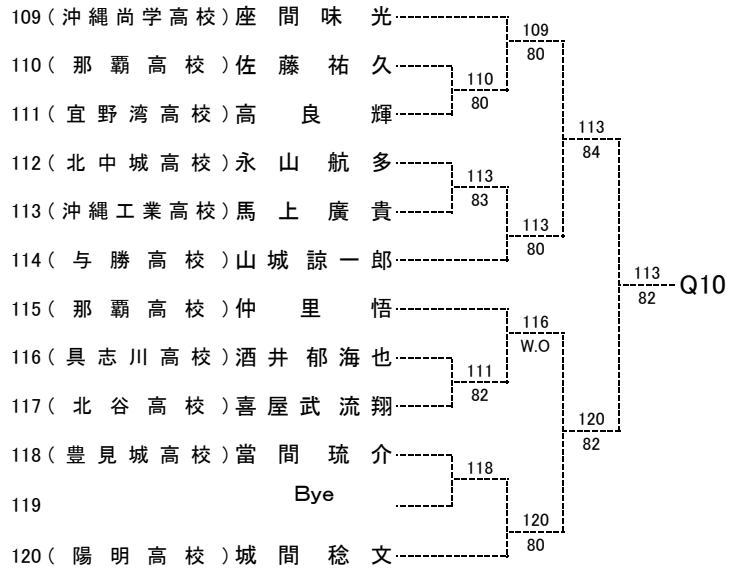 109 ( 沖縄尚学高校 ) 座間味光
109
80
110 ( 那覇高校 ) 佐藤祐久
110
80
111 ( 宜野湾高校 ) 高良輝
113
84
112 ( 北中城高校 ) 永山航多
113
83
113 ( 沖縄工業高校 ) 馬上廣貴
113
80
114 ( 与勝高校 ) 山城諒一郎
113
82
Q10
115 ( 那覇高校 ) 仲里悟
116
W.O
116 ( 具志川高校 ) 酒井郁海也
111
82
117 ( 北谷高校 ) 喜屋武流翔
120
82
118 ( 豊見城高校 ) 當間琉介
118
119 Bye
120
80
120 ( 陽明高校 ) 城間稔文